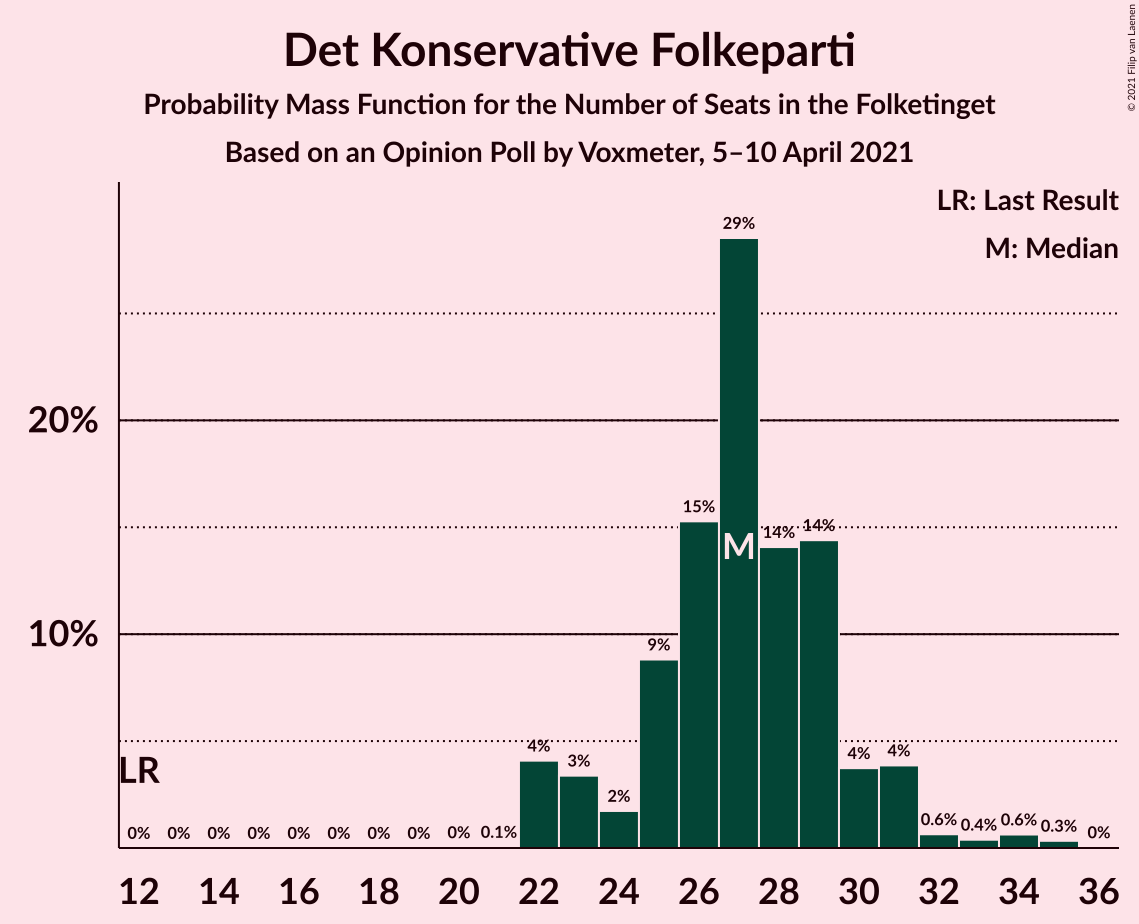 Det Konservative Folkeparti
Probability Mass Function for the Number of Seats in the Folketinget
Based on an Opinion Poll by Voxmeter, 5–10 April 2021
© 2021 Filip van Laenen
LR: Last Result
M: Median
20%
10%
LR
M
0% 0% 0% 0% 0% 0% 0% 0% 0% 0.1% 4% 3% 2% 9% 15% 29% 14% 14% 4% 4% 0.6% 0.4% 0.6% 0.3% 0%
12 14 16 18 20 22 24 26 28 30 32 34 36